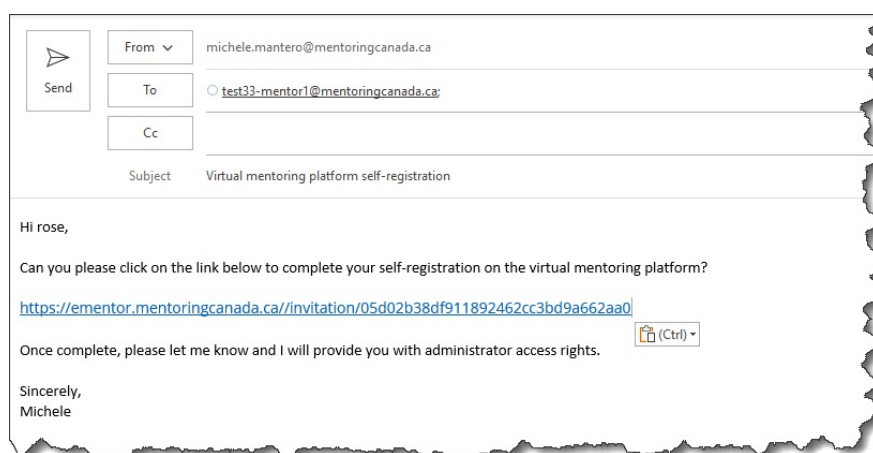 From
michele.mantero@mentoringcanada.ca
Send
To
test33-mentor1@mentoringcanada.ca;
Cc
Subject
Virtual mentoring platform self-registration
Hi rose,
Can you please click on the link below to complete your self-registration on the virtual mentoring platform?
https://ementor.mentoringcanada.ca//invitation/05d02b38df911892462cc3bd9a662aa0
(Ctrl)
Once complete, please let me know and I will provide you with administrator access rights.
Sincerely,
Michele